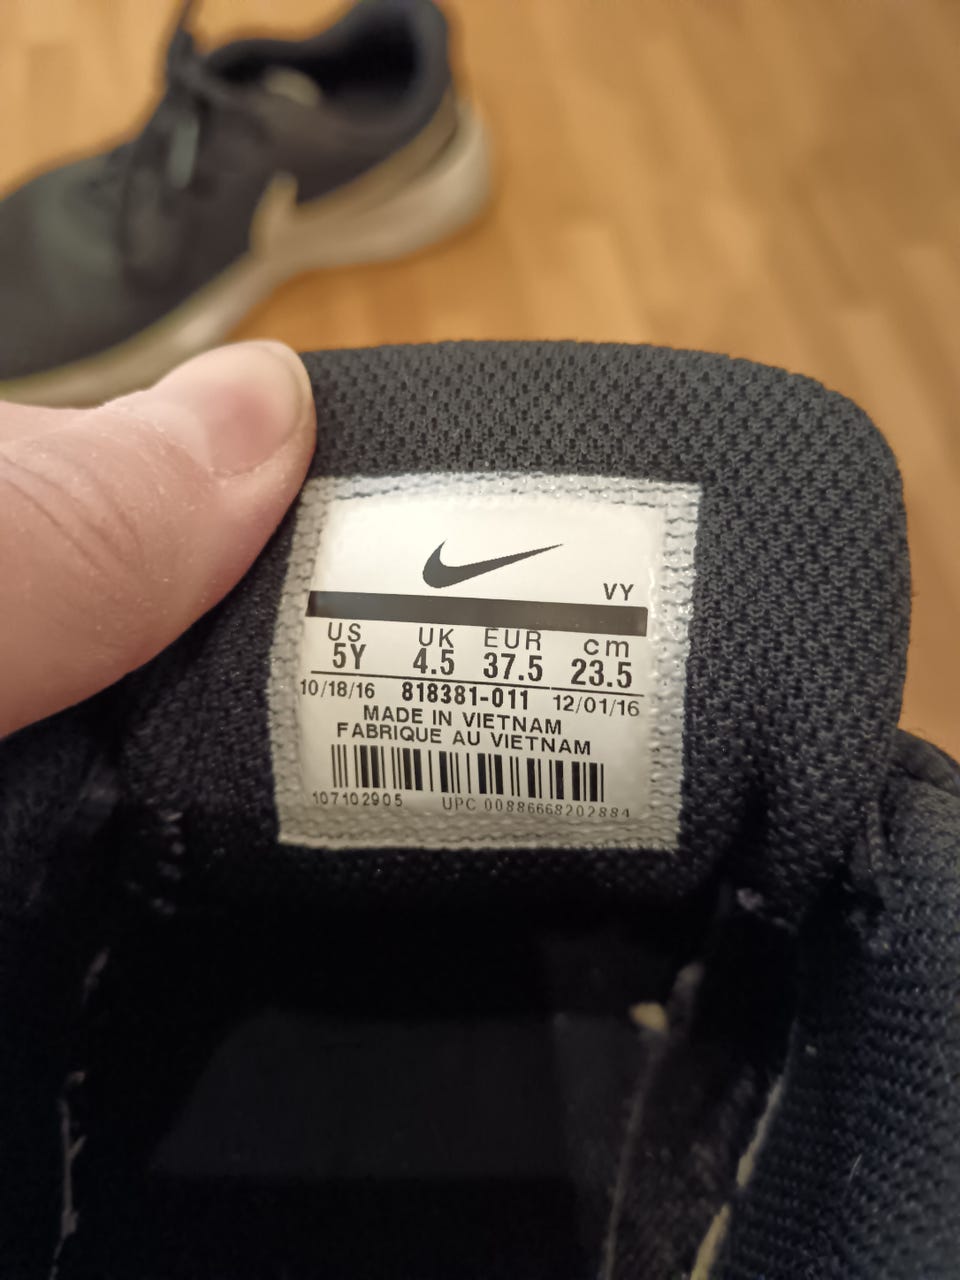 VY
US UK EUR cm
5Y 4.5 37.5 23.5
10/18/16 818381-011 12/01/16
MADE IN VIETNAM
FABRIQUE AU VIETNAM
107102905 UPC 00886668202884